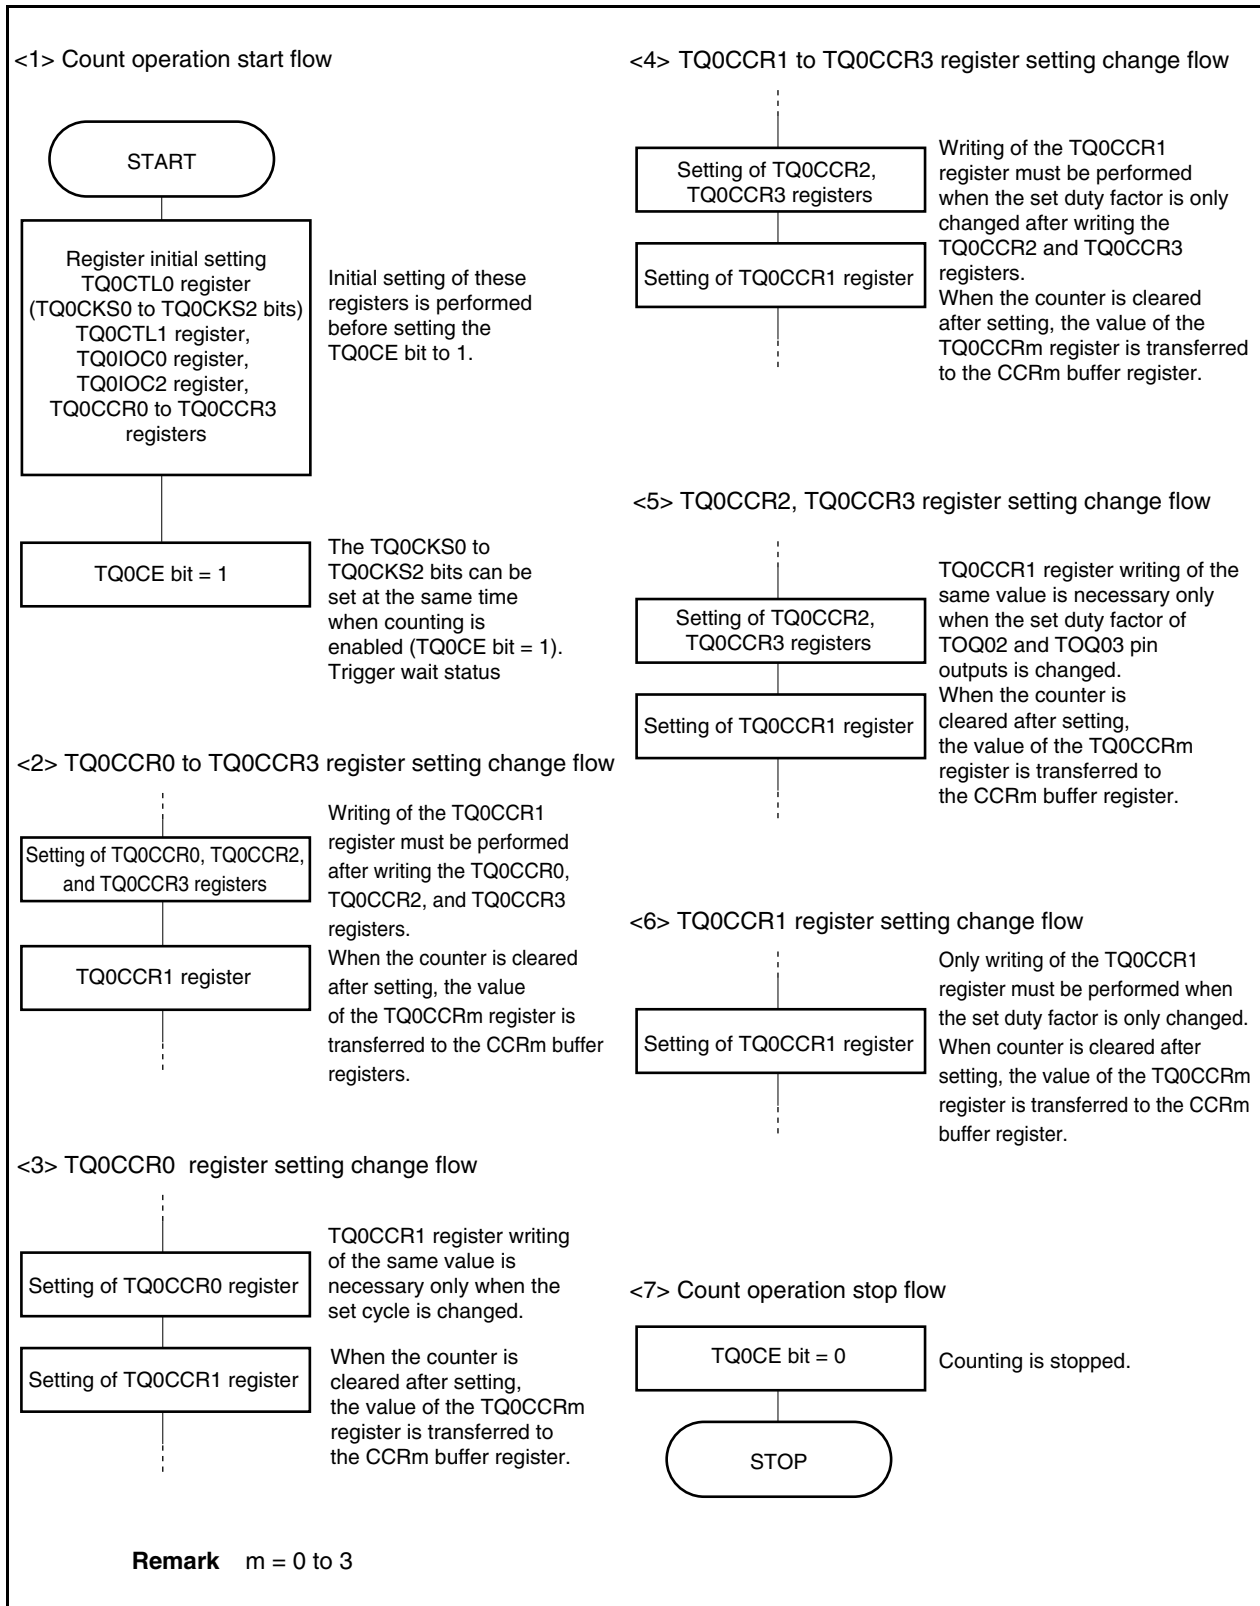 <1> Count operation start flow
START
Register initial setting
TQ0CTL0 register
(TQ0CKS0 to TQ0CKS2 bits)
TQ0CTL1 register,
TQ0IOC0 register,
TQ0IOC2 register,
TQ0CCR0 to TQ0CCR3
registers
Initial setting of these
registers is performed
before setting the
TQ0CE bit to 1.
TQ0CE bit = 1
The TQ0CKS0 to
TQ0CKS2 bits can be
set at the same time
when counting is
enabled (TQ0CE bit = 1).
Trigger wait status
<2> TQ0CCR0 to TQ0CCR3 register setting change flow
Setting of TQ0CCR0, TQ0CCR2,
and TQ0CCR3 registers
TQ0CCR1 register
Writing of the TQ0CCR1
register must be performed
after writing the TQ0CCR0,
TQ0CCR2, and TQ0CCR3
registers.
When the counter is cleared
after setting, the value
of the TQ0CCRm register is
transferred to the CCRm buffer
registers.
<3> TQ0CCR0 register setting change flow
Setting of TQ0CCR0 register
TQ0CCR1 register writing
of the same value is
necessary only when the
set cycle is changed.
Setting of TQ0CCR1 register
When the counter is
cleared after setting,
the value of the TQ0CCRm
register is transferred to
the CCRm buffer register.
<4> TQ0CCR1 to TQ0CCR3 register setting change flow
Setting of TQ0CCR2,
TQ0CCR3 registers
Setting of TQ0CCR1 register
Writing of the TQ0CCR1
register must be performed
when the set duty factor is only
changed after writing the
TQ0CCR2 and TQ0CCR3
registers.
When the counter is cleared
after setting, the value of the
TQ0CCRm register is transferred
to the CCRm buffer register.
<5> TQ0CCR2, TQ0CCR3 register setting change flow
Setting of TQ0CCR2,
TQ0CCR3 registers
Setting of TQ0CCR1 register
TQ0CCR1 register writing of the
same value is necessary only
when the set duty factor of
TOQ02 and TOQ03 pin
outputs is changed.
When the counter is
cleared after setting,
the value of the TQ0CCRm
register is transferred to
the CCRm buffer register.
<6> TQ0CCR1 register setting change flow
Setting of TQ0CCR1 register
Only writing of the TQ0CCR1
register must be performed when
the set duty factor is only changed.
When counter is cleared after
setting, the value of the TQ0CCRm
register is transferred to the CCRm
buffer register.
<7> Count operation stop flow
TQ0CE bit = 0
Counting is stopped.
STOP
Remark m = 0 to 3